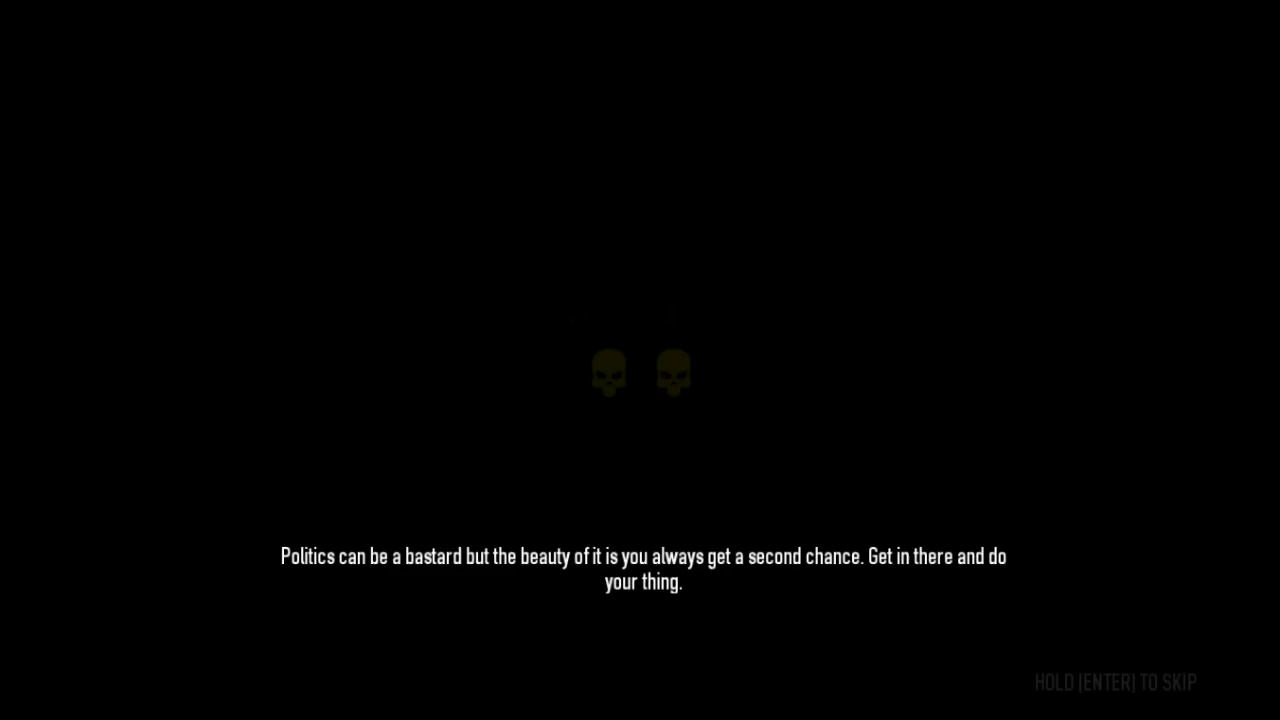 Politics can be a bastard but the beauty of it is you always get a second chance. Get in there and do
your thing.
HOLD [ENTER] TO SKIP